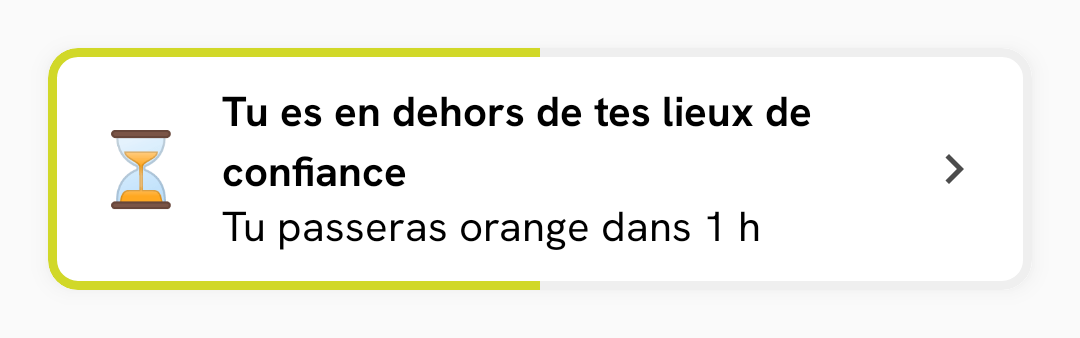 Tu es en dehors de tes lieux de
confiance
Tu passeras orange dans 1 h